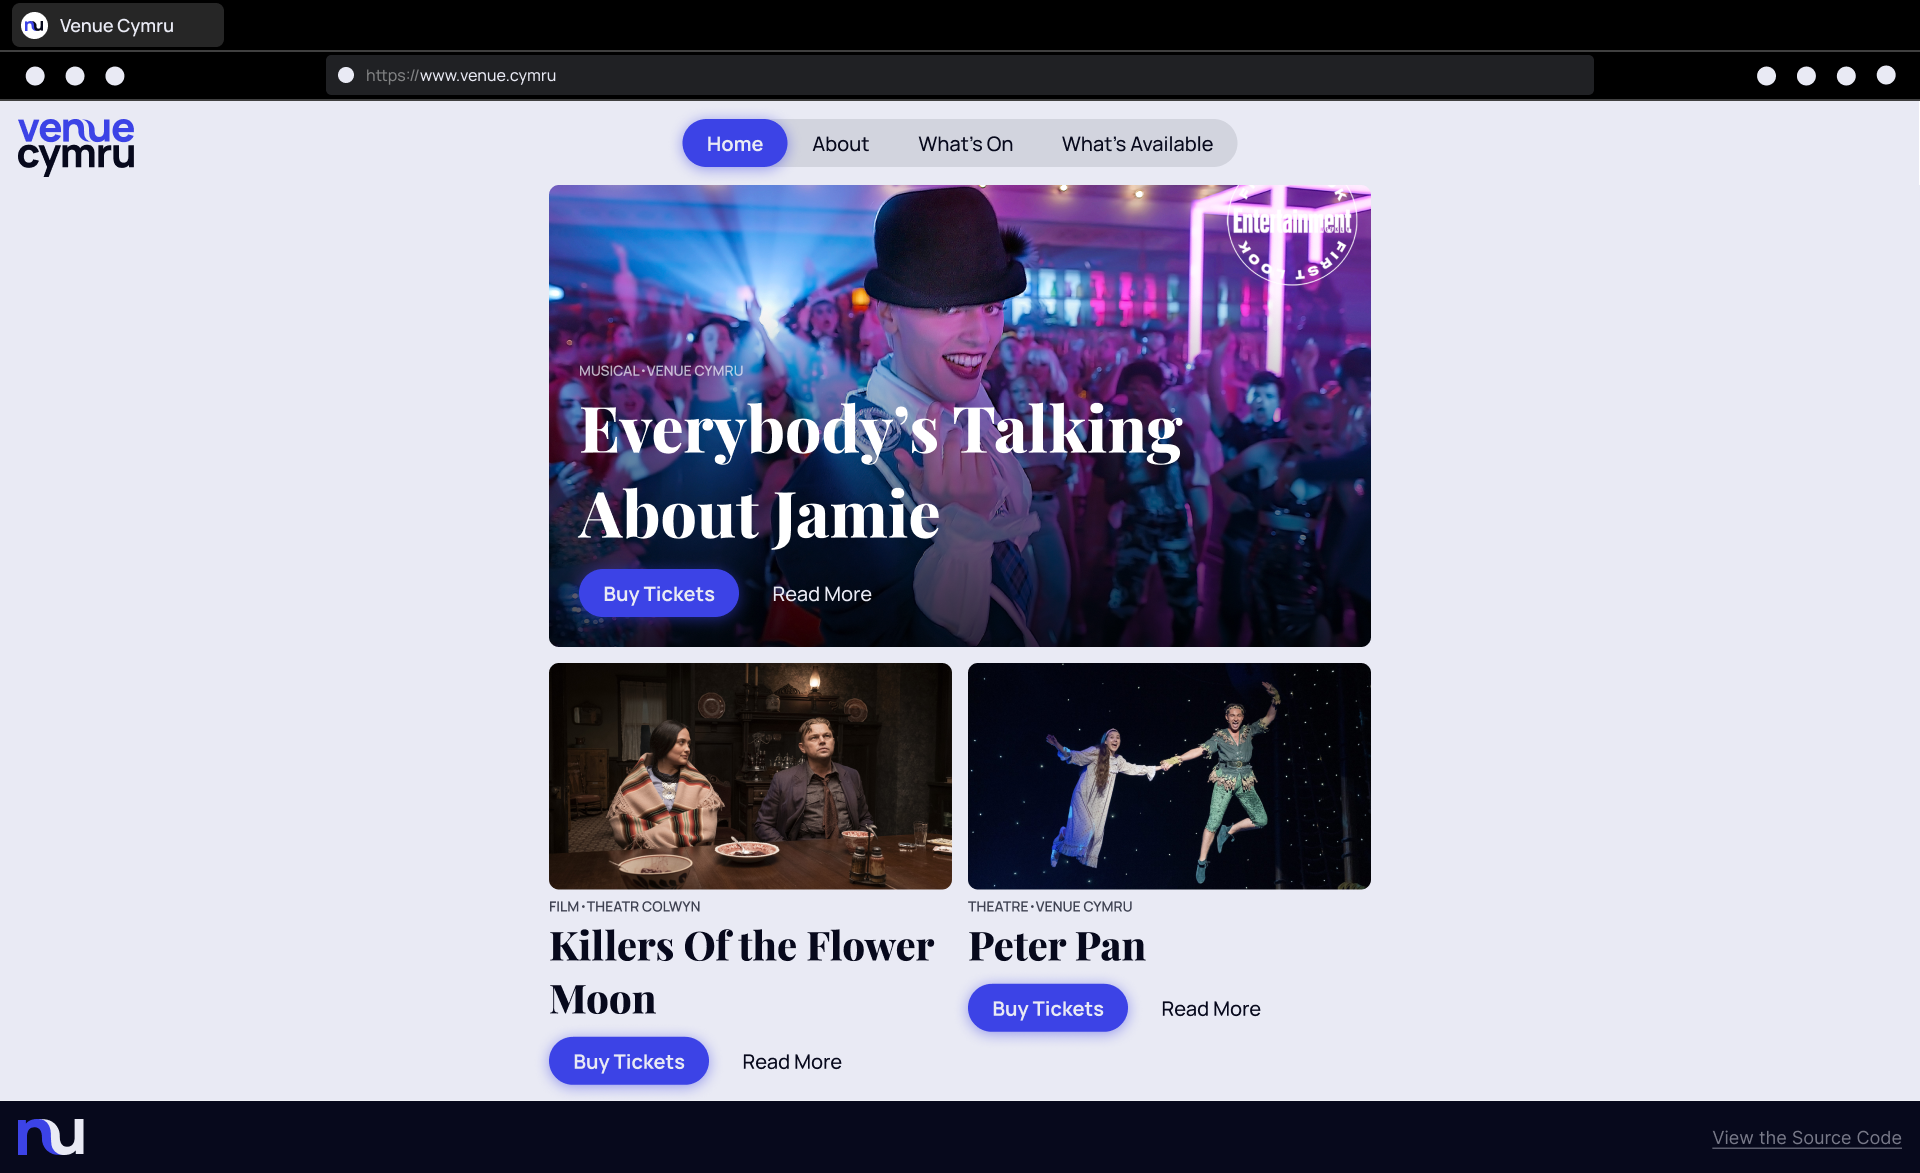 nu Venue Cymru
https://www.venue.cymru
venue
cymru
Home About What's On What's Available
Entertainment
FIRST LOOK
MUSICAL•VENUE CYMRU
Everybody's Talking
About Jamie
Buy Tickets Read More
FILM•THEATR COLWYN
Killers Of the Flower
Moon
Buy Tickets Read More
THEATRE•VENUE CYMRU
Peter Pan
Buy Tickets Read More
nu
View the Source Code